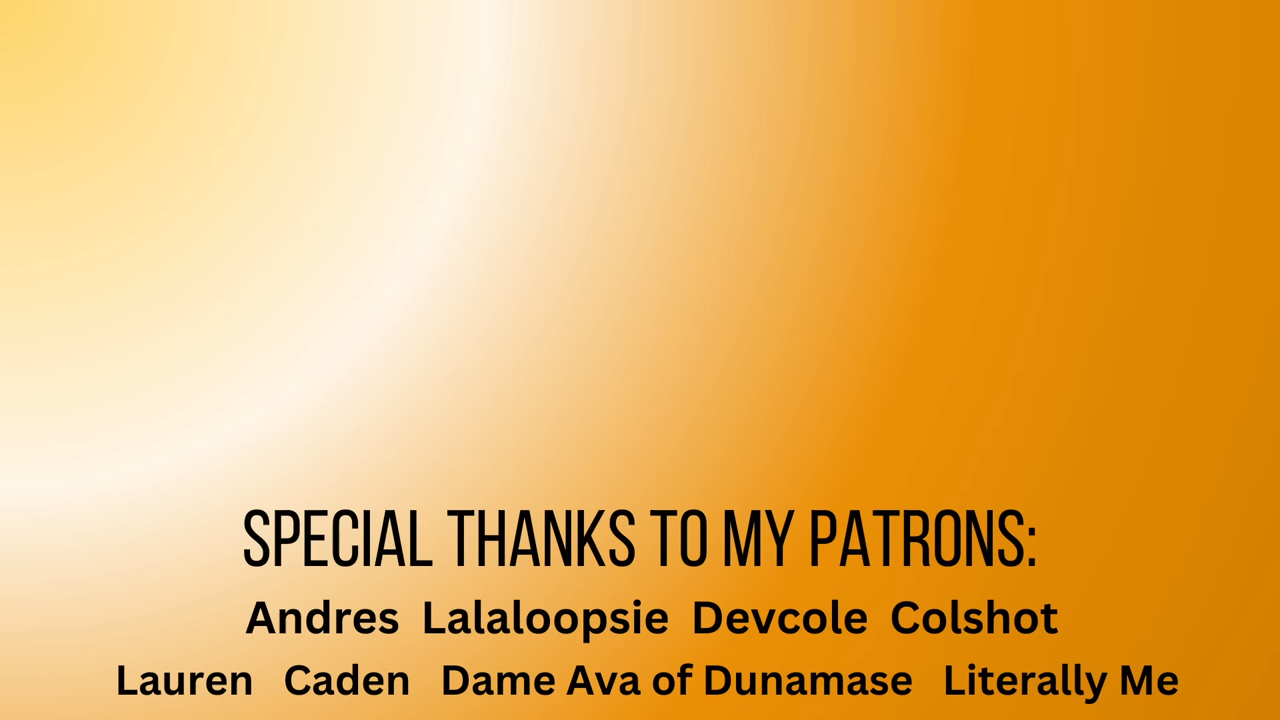 SPECIAL THANKS TO MY PATRONS:
Andres Lalaloopsie Devcole Colshot
Lauren Caden Dame Ava of Dunamase Literally Me